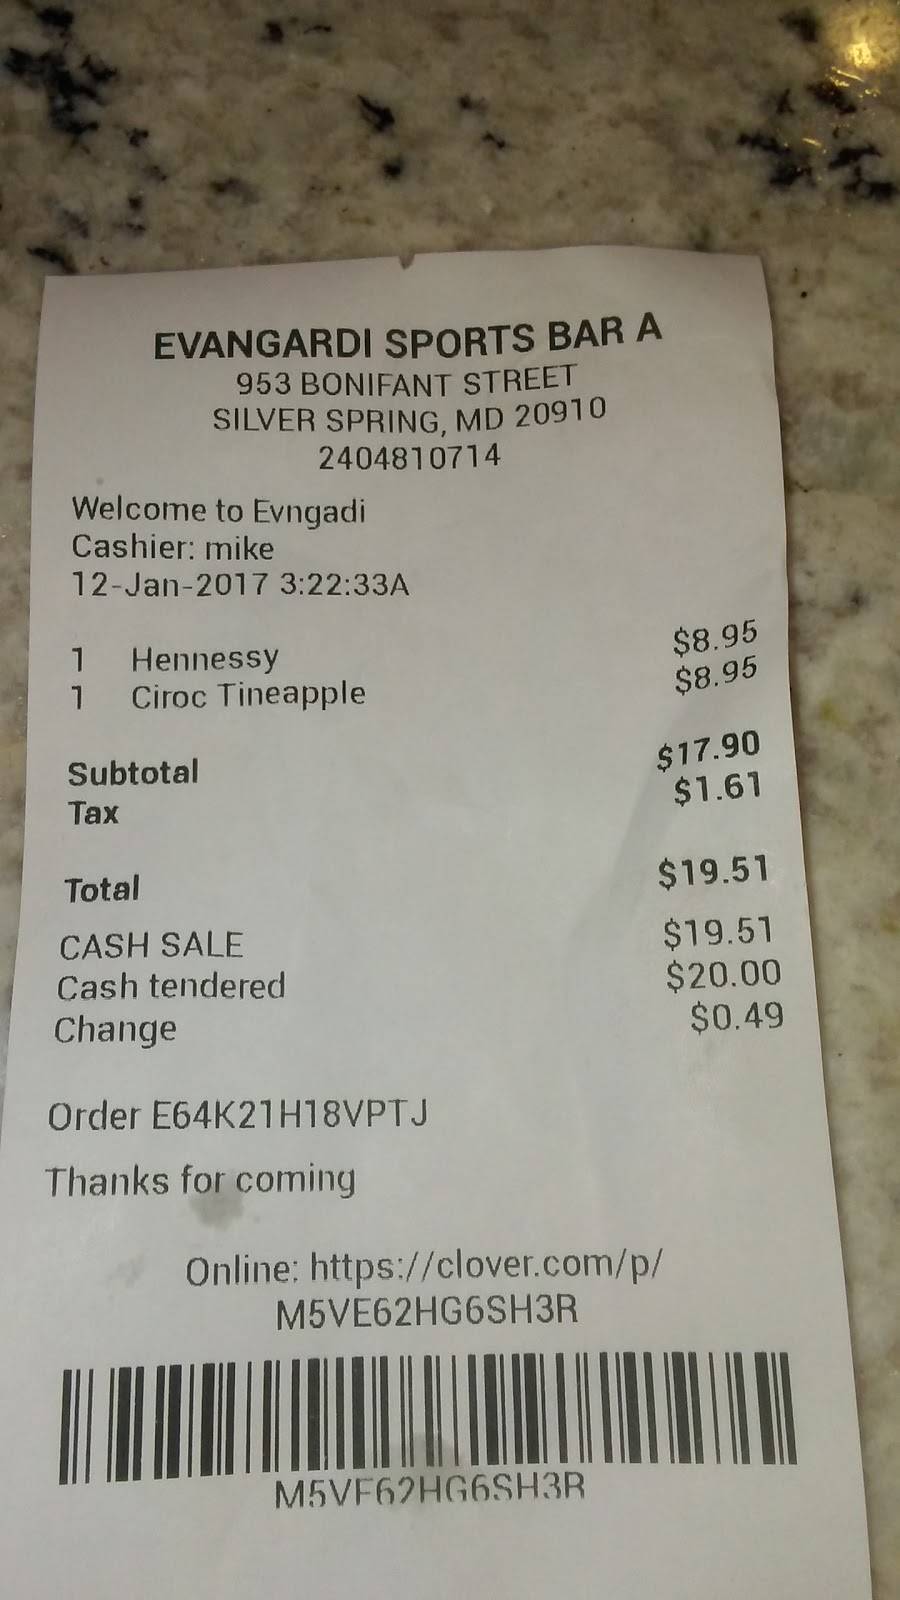 EVANGARDI SPORTS BAR A
953 BONIFANT STREET
SILVER SPRING, MD 20910
2404810714
Welcome to Evngadi
Cashier: mike
12-Jan-2017 3:22:33A
1 Hennessy $8.95
1 Ciroc Tineapple $8.95
Subtotal $17.90
Tax $1.61
Total $19.51
CASH SALE $19.51
Cash tendered $20.00
Change $0.49
Order E64K21H18VPTJ
Thanks for coming
Online: https://clover.com/p/
M5VE62HG6SH3R
M5VE62HG6SH3R